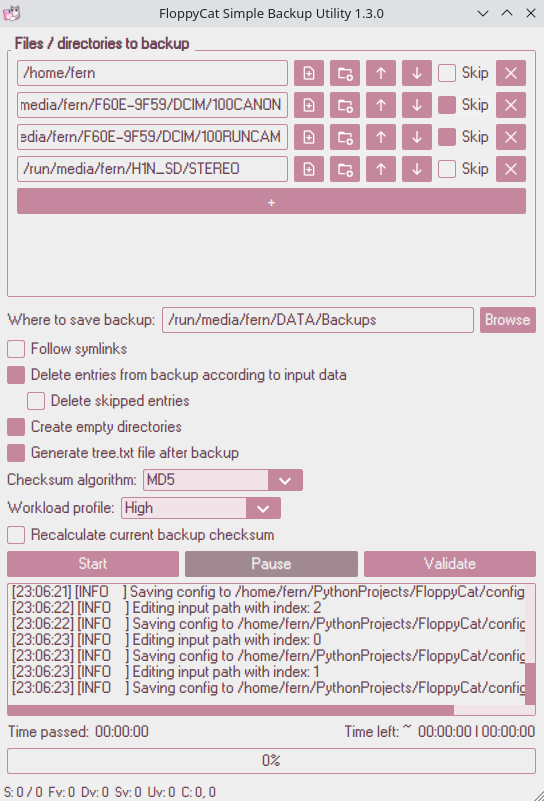 FloppyCat Simple Backup Utility 1.3.0
Files / directories to backup
/home/fern
Skip
media/fern/F60E-9F59/DCIM/100CANON
Skip
edia/fern/F60E-9F59/DCIM/100RUNCAM
Skip
/run/media/fern/H1N_SD/STEREO
Skip
+
Where to save backup: /run/media/fern/DATA/Backups Browse
Follow symlinks
Delete entries from backup according to input data
Delete skipped entries
Create empty directories
Generate tree.txt file after backup
Checksum algorithm: MD5
Workload profile: High
Recalculate current backup checksum
Start Pause Validate
[23:06:21] [INFO ] Saving config to /home/fern/PythonProjects/FloppyCat/config
[23:06:22] [INFO ] Editing input path with index: 2
[23:06:22] [INFO ] Saving config to /home/fern/PythonProjects/FloppyCat/config
[23:06:23] [INFO ] Editing input path with index: 0
[23:06:23] [INFO ] Saving config to /home/fern/PythonProjects/FloppyCat/config
[23:06:23] [INFO ] Editing input path with index: 1
[23:06:23] [INFO ] Saving config to /home/fern/PythonProjects/FloppyCat/config
Time passed: 00:00:00 Time left: ~ 00:00:00 | 00:00:00
0%
S: 0 / 0 Fv: 0 Dv: 0 Sv: 0 Uv: 0 C: 0, 0